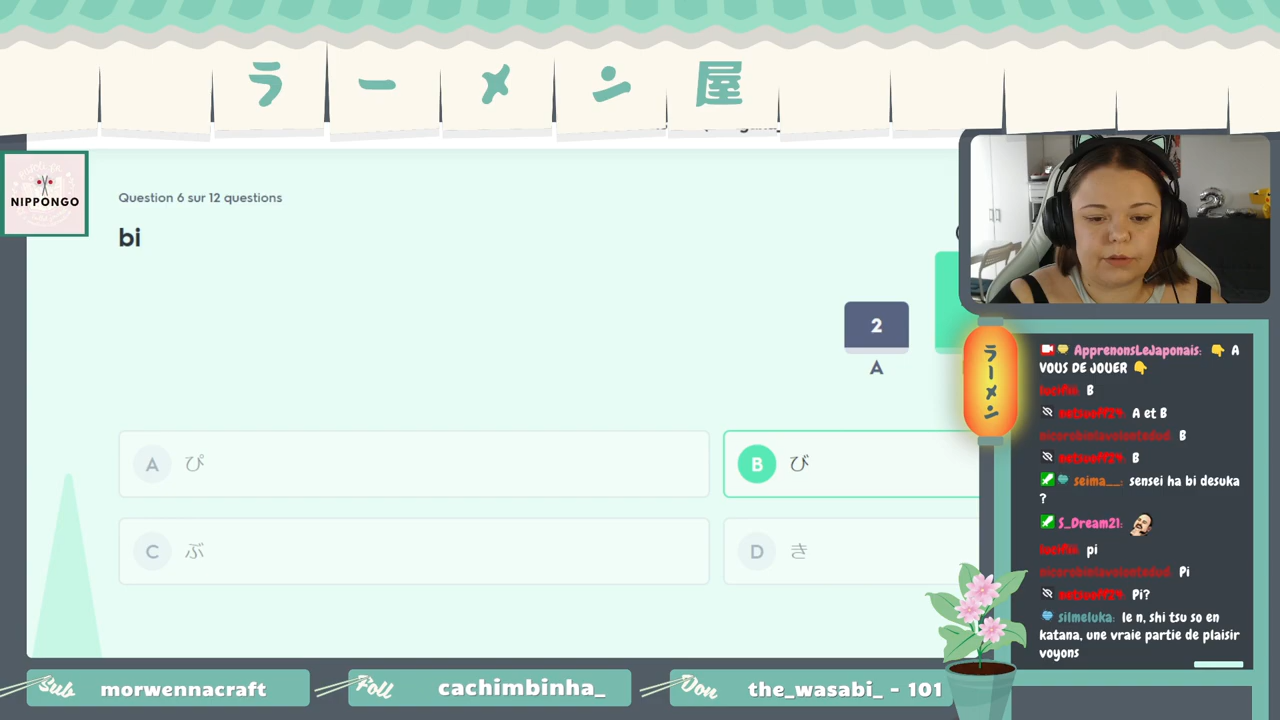 ラーメン屋
NIPPONGO
Question 6 sur 12 questions
bi
2
A
A ぴ
B び
C ぶ
D き
ラーメン
ApprenonsLeJaponais: 👇 A
VOUS DE JOUER 👇
B
A et B
B
B
seima__: sensei ha bi desuka
?
S_Dream21:
pi
Pi
Pi?
silmeluka: le n, shi tsu so en
katana, une vraie partie de plaisir
voyons
Sub morwennacraft
Foll cachimbinha_
Don the_wasabi_ - 101